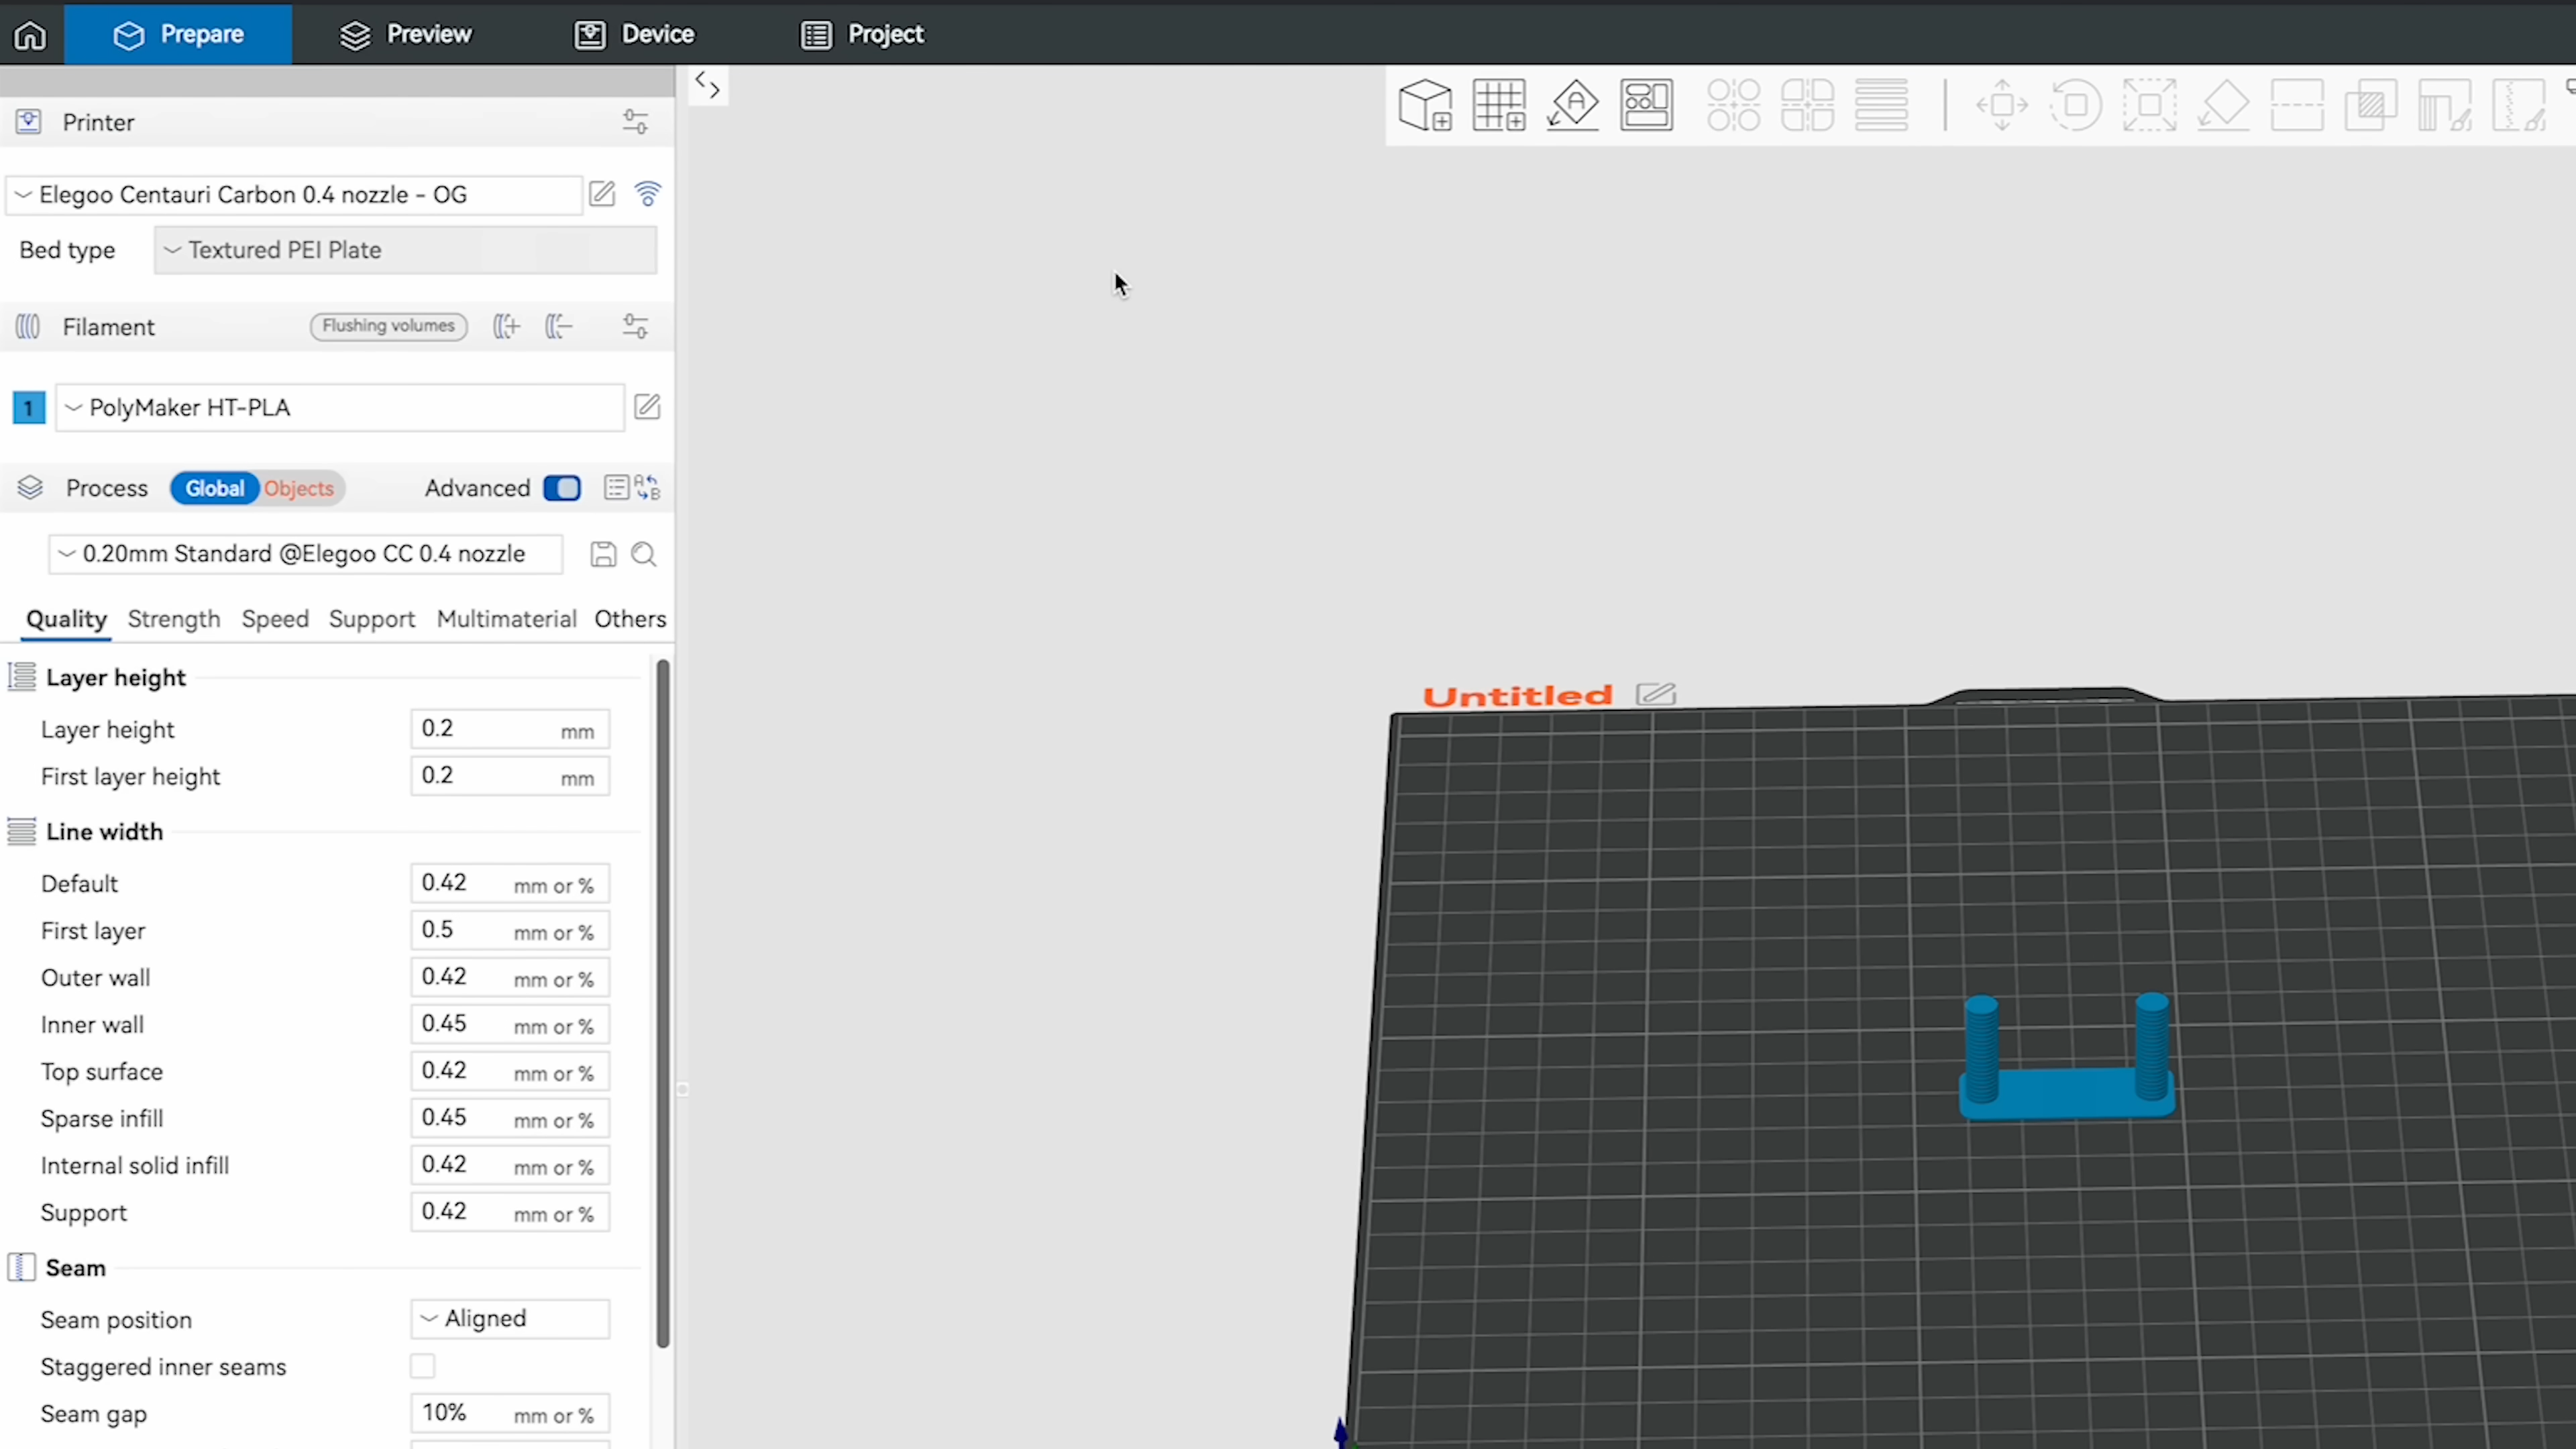 Prepare Preview Device Project
Printer
Elegoo Centauri Carbon 0.4 nozzle - OG
Bed type Textured PEI Plate
Filament Flushing volumes
1 PolyMaker HT-PLA
Process Global Objects Advanced
0.20mm Standard @Elegoo CC 0.4 nozzle
Quality Strength Speed Support Multimaterial Others
Layer height
Layer height 0.2 mm
First layer height 0.2 mm
Line width
Default 0.42 mm or %
First layer 0.5 mm or %
Outer wall 0.42 mm or %
Inner wall 0.45 mm or %
Top surface 0.42 mm or %
Sparse infill 0.45 mm or %
Internal solid infill 0.42 mm or %
Support 0.42 mm or %
Seam
Seam position Aligned
Staggered inner seams
Seam gap 10% mm or %
Untitled